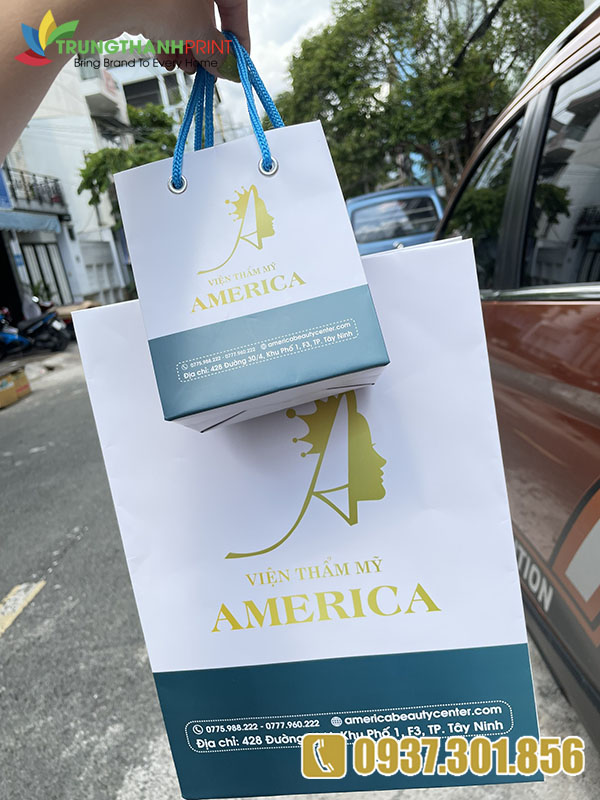 TRUNGTHANHPRINT
Bring Brand To Every Home
VIỆN THẨM MỸ
AMERICA
0775.988.222 - 0777.960.222 americabeautycenter.com
Địa chỉ: 428 Đường 30/4, Khu Phố 1, F3, TP. Tây Ninh
VIỆN THẨM MỸ
AMERICA
0775.988.222 - 0777.960.222 americabeautycenter.com
Địa chỉ: 428 Đường Khu Phố 1, F3, TP. Tây Ninh
TION
0937.301.856